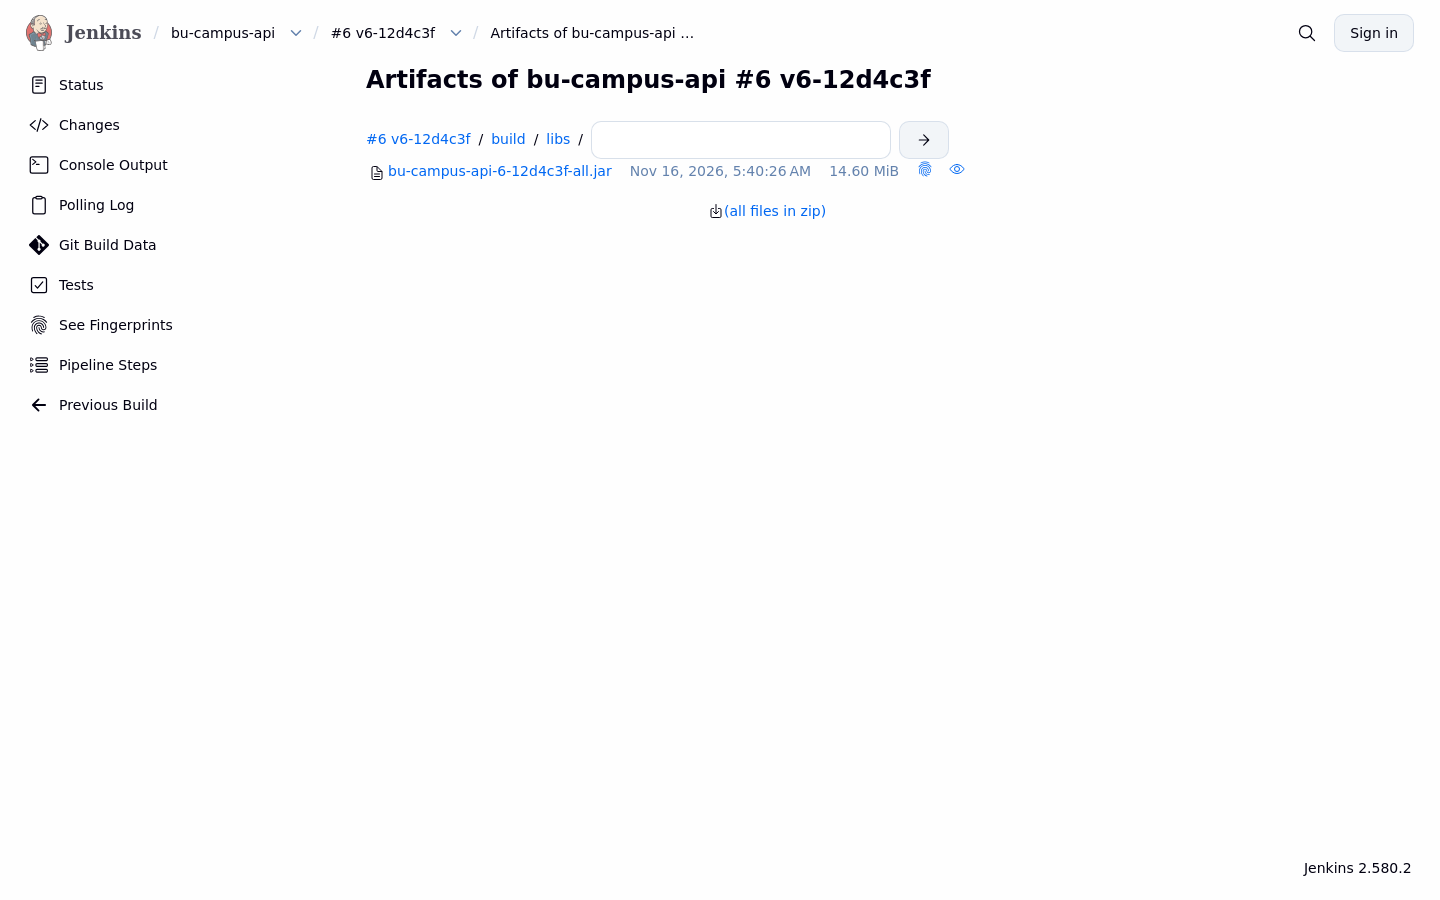 Jenkins / bu-campus-api / #6 v6-12d4c3f / Artifacts of bu-campus-api …
Sign in
Status
Changes
Console Output
Polling Log
Git Build Data
Tests
See Fingerprints
Pipeline Steps
Previous Build
Artifacts of bu-campus-api #6 v6-12d4c3f
#6 v6-12d4c3f / build / libs /
bu-campus-api-6-12d4c3f-all.jar Nov 16, 2026, 5:40:26 AM 14.60 MiB
(all files in zip)
Jenkins 2.580.2